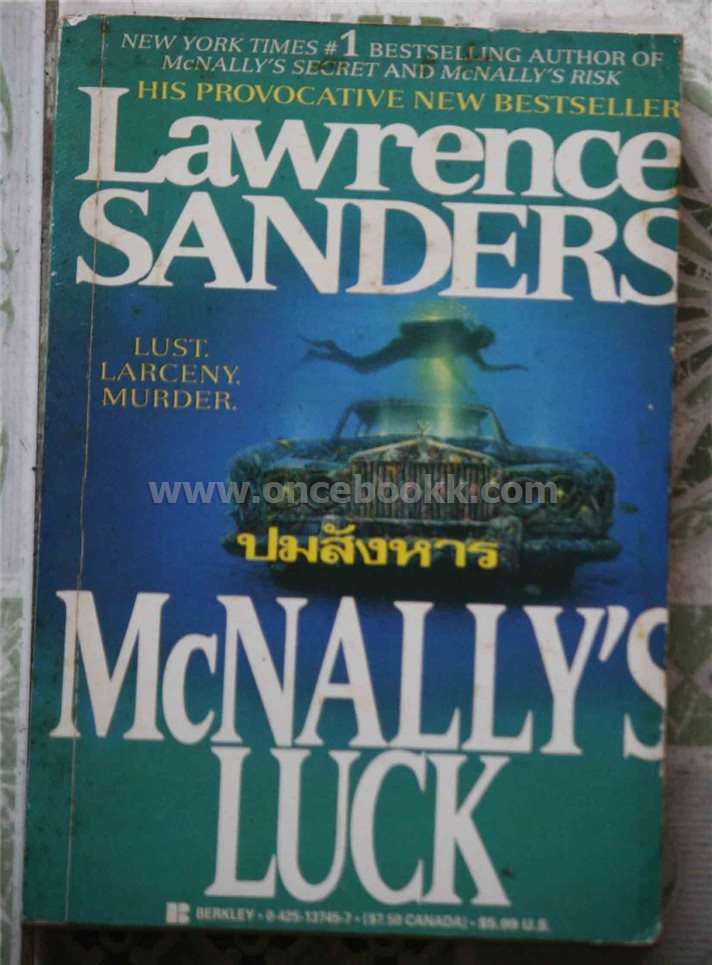 NEW YORK TIMES #1 BESTSELLING AUTHOR OF
McNALLY'S SECRET AND McNALLY'S RISK
HIS PROVOCATIVE NEW BESTSELLER
Lawrence
SANDERS
LUST.
LARCENY.
MURDER.
www.oncebookk.com
ปมสังหาร
McNALLY'S
LUCK
B BERKLEY • 0-425-13745-7 • [$7.50 CANADA] • $5.99 U.S.